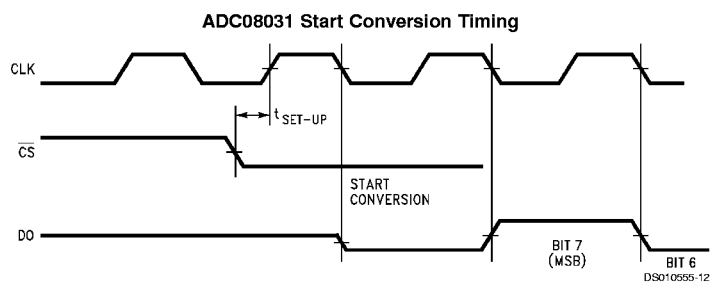 ADC08031 Start Conversion Timing
CLK
tSET-UP
CS
START
CONVERSION
DO
BIT 7
(MSB)
BIT 6
DS010555-12